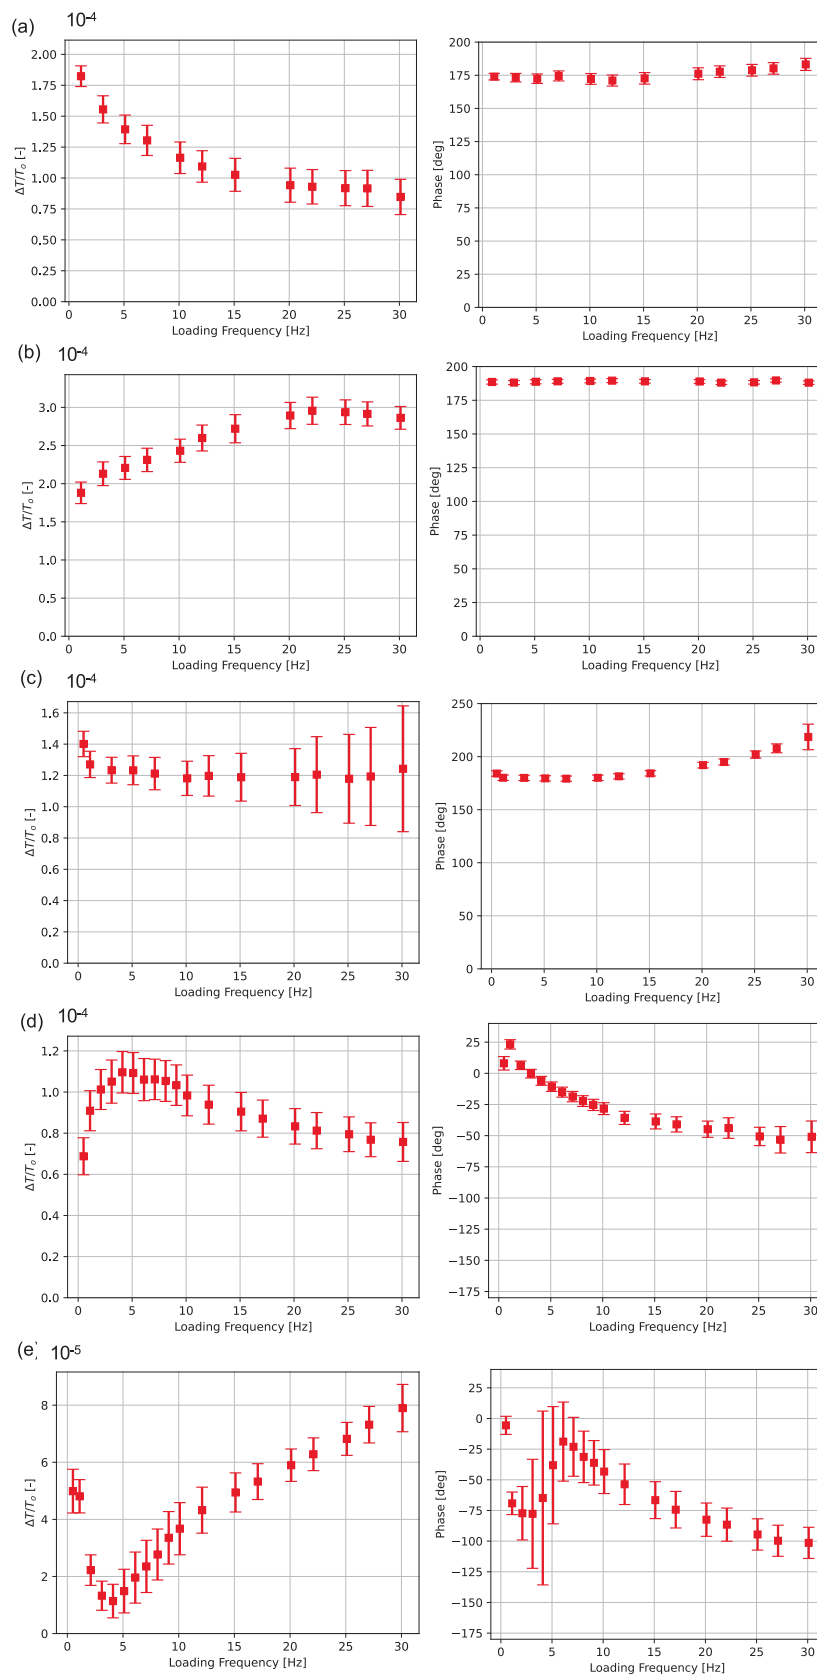 (a)
10-4
2.00
1.75
1.50
1.25
1.00
0.75
0.50
0.25
0.00
ΔT/To [-]
0 5 10 15 20 25 30
Loading Frequency [Hz]
200
175
150
125
100
75
50
25
0
Phase [deg]
0 5 10 15 20 25 30
Loading Frequency [Hz]
(b)
10-4
3.0
2.5
2.0
1.5
1.0
0.5
0.0
ΔT/To [-]
0 5 10 15 20 25 30
Loading Frequency [Hz]
200
175
150
125
100
75
50
25
0
Phase [deg]
0 5 10 15 20 25 30
Loading Frequency [Hz]
(c)
10-4
1.6
1.4
1.2
1.0
0.8
0.6
0.4
0.2
0.0
ΔT/To [-]
0 5 10 15 20 25 30
Loading Frequency [Hz]
250
200
150
100
50
0
Phase [deg]
0 5 10 15 20 25 30
Loading Frequency [Hz]
(d)
10-4
1.2
1.0
0.8
0.6
0.4
0.2
0.0
ΔT/To [-]
0 5 10 15 20 25 30
Loading Frequency [Hz]
25
0
−25
−50
−75
−100
−125
−150
−175
Phase [deg]
0 5 10 15 20 25 30
Loading Frequency [Hz]
(e)
10-5
8
6
4
2
0
ΔT/To [-]
0 5 10 15 20 25 30
Loading Frequency [Hz]
25
0
−25
−50
−75
−100
−125
−150
−175
Phase [deg]
0 5 10 15 20 25 30
Loading Frequency [Hz]